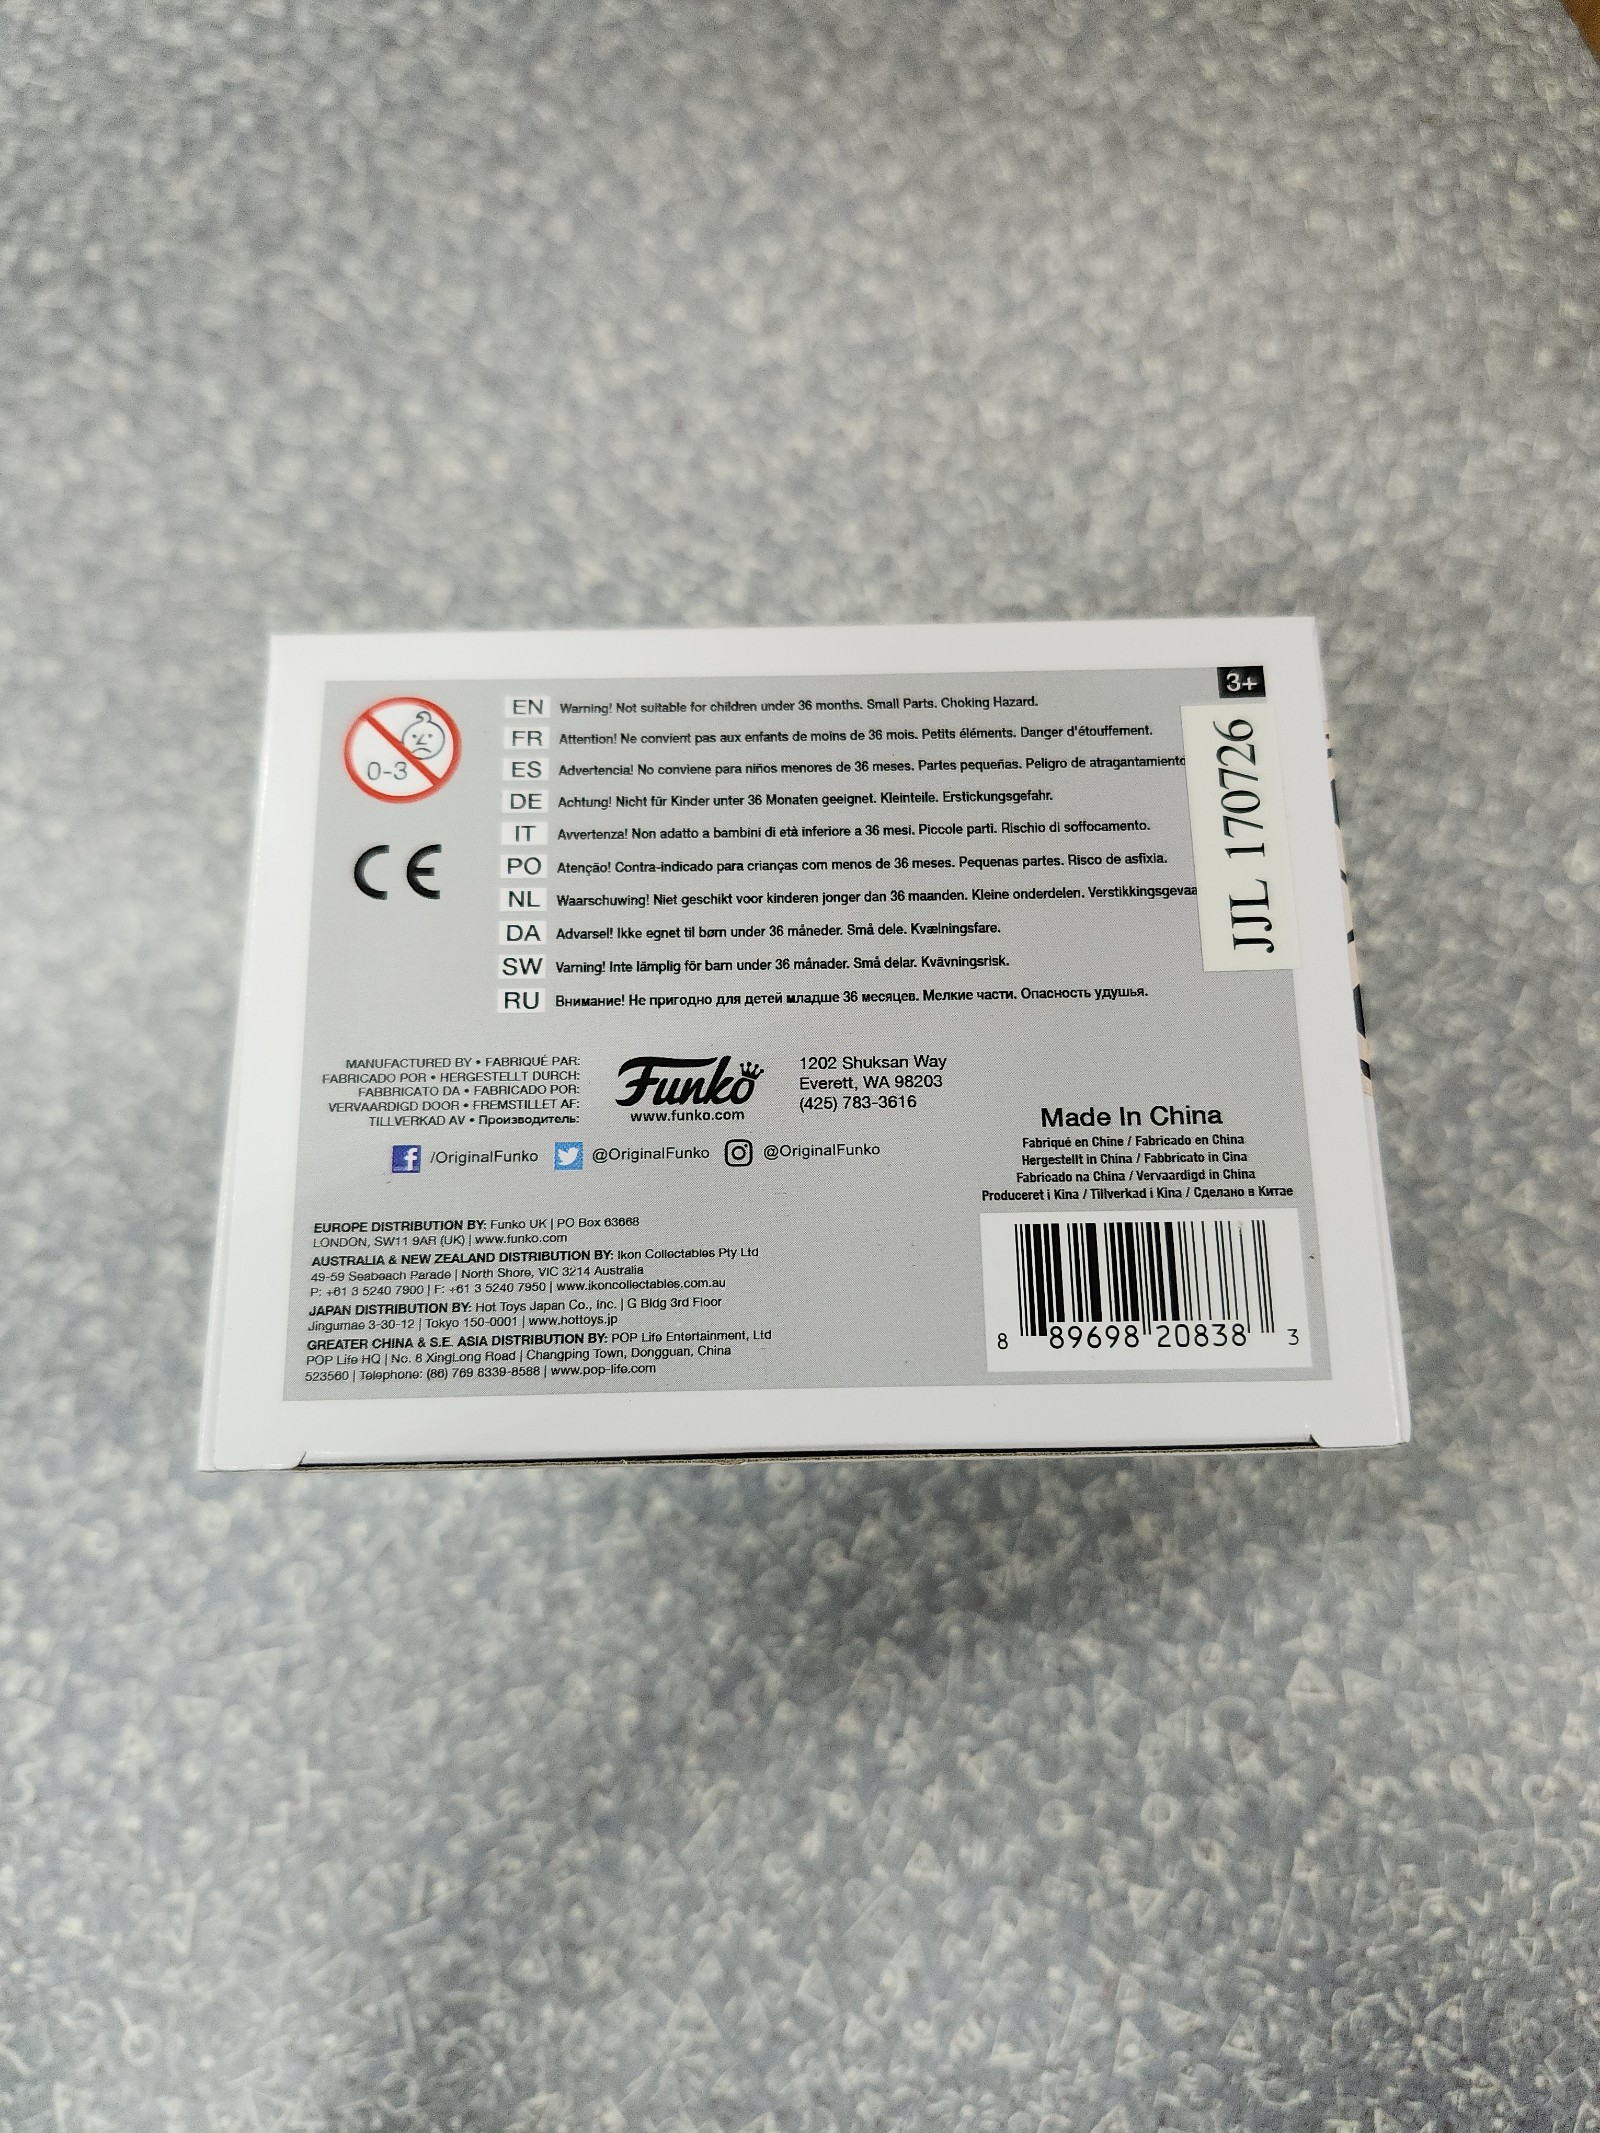 3+
0-3
EN Warning! Not suitable for children under 36 months. Small Parts. Choking Hazard.
FR Attention! Ne convient pas aux enfants de moins de 36 mois. Petits éléments. Danger d'étouffement.
ES Advertencia! No conviene para niños menores de 36 meses. Partes pequeñas. Peligro de atragantamiento
DE Achtung! Nicht für Kinder unter 36 Monaten geeignet. Kleinteile. Erstickungsgefahr.
IT Avvertenza! Non adatto a bambini di età inferiore a 36 mesi. Piccole parti. Rischio di soffocamento.
PO Atenção! Contra-indicado para crianças com menos de 36 meses. Pequenas partes. Risco de asfixia.
NL Waarschuwing! Niet geschikt voor kinderen jonger dan 36 maanden. Kleine onderdelen. Verstikkingsgevaa
DA Advarsel! Ikke egnet til børn under 36 måneder. Små dele. Kvælningsfare.
SW Varning! Inte lämplig för barn under 36 månader. Små delar. Kvävningsrisk.
RU Внимание! Не пригодно для детей младше 36 месяцев. Мелкие части. Опасность удушья.
CE
JJL 170726
MANUFACTURED BY • FABRIQUÉ PAR:
FABRICADO POR • HERGESTELLT DURCH:
FABBRICATO DA • FABRICADO POR:
VERVAARDIGD DOOR • FREMSTILLET AF:
TILLVERKAD AV • Производитель:
Funko
www.funko.com
1202 Shuksan Way
Everett, WA 98203
(425) 783-3616
/OriginalFunko @OriginalFunko @OriginalFunko
Made In China
Fabriqué en Chine / Fabricado en China
Hergestellt in China / Fabbricato in Cina
Fabricado na China / Vervaardigd in China
Produceret i Kina / Tillverkad i Kina / Сделано в Китае
EUROPE DISTRIBUTION BY: Funko UK | PO Box 63668
LONDON, SW11 9AR (UK) | www.funko.com
AUSTRALIA & NEW ZEALAND DISTRIBUTION BY: Ikon Collectables Pty Ltd
49-59 Seabeach Parade | North Shore, VIC 3214 Australia
P: +61 3 5240 7900 | F: +61 3 5240 7950 | www.ikoncollectables.com.au
JAPAN DISTRIBUTION BY: Hot Toys Japan Co., Inc. | G Bldg 3rd Floor
Jingumae 3-30-12 | Tokyo 150-0001 | www.hottoys.jp
GREATER CHINA & S.E. ASIA DISTRIBUTION BY: POP Life Entertainment, Ltd
POP Life HQ | No. 8 XingLong Road | Changping Town, Dongguan, China
523560 | Telephone: (86) 769 8339-8588 | www.pop-life.com
8 89698 20838 3